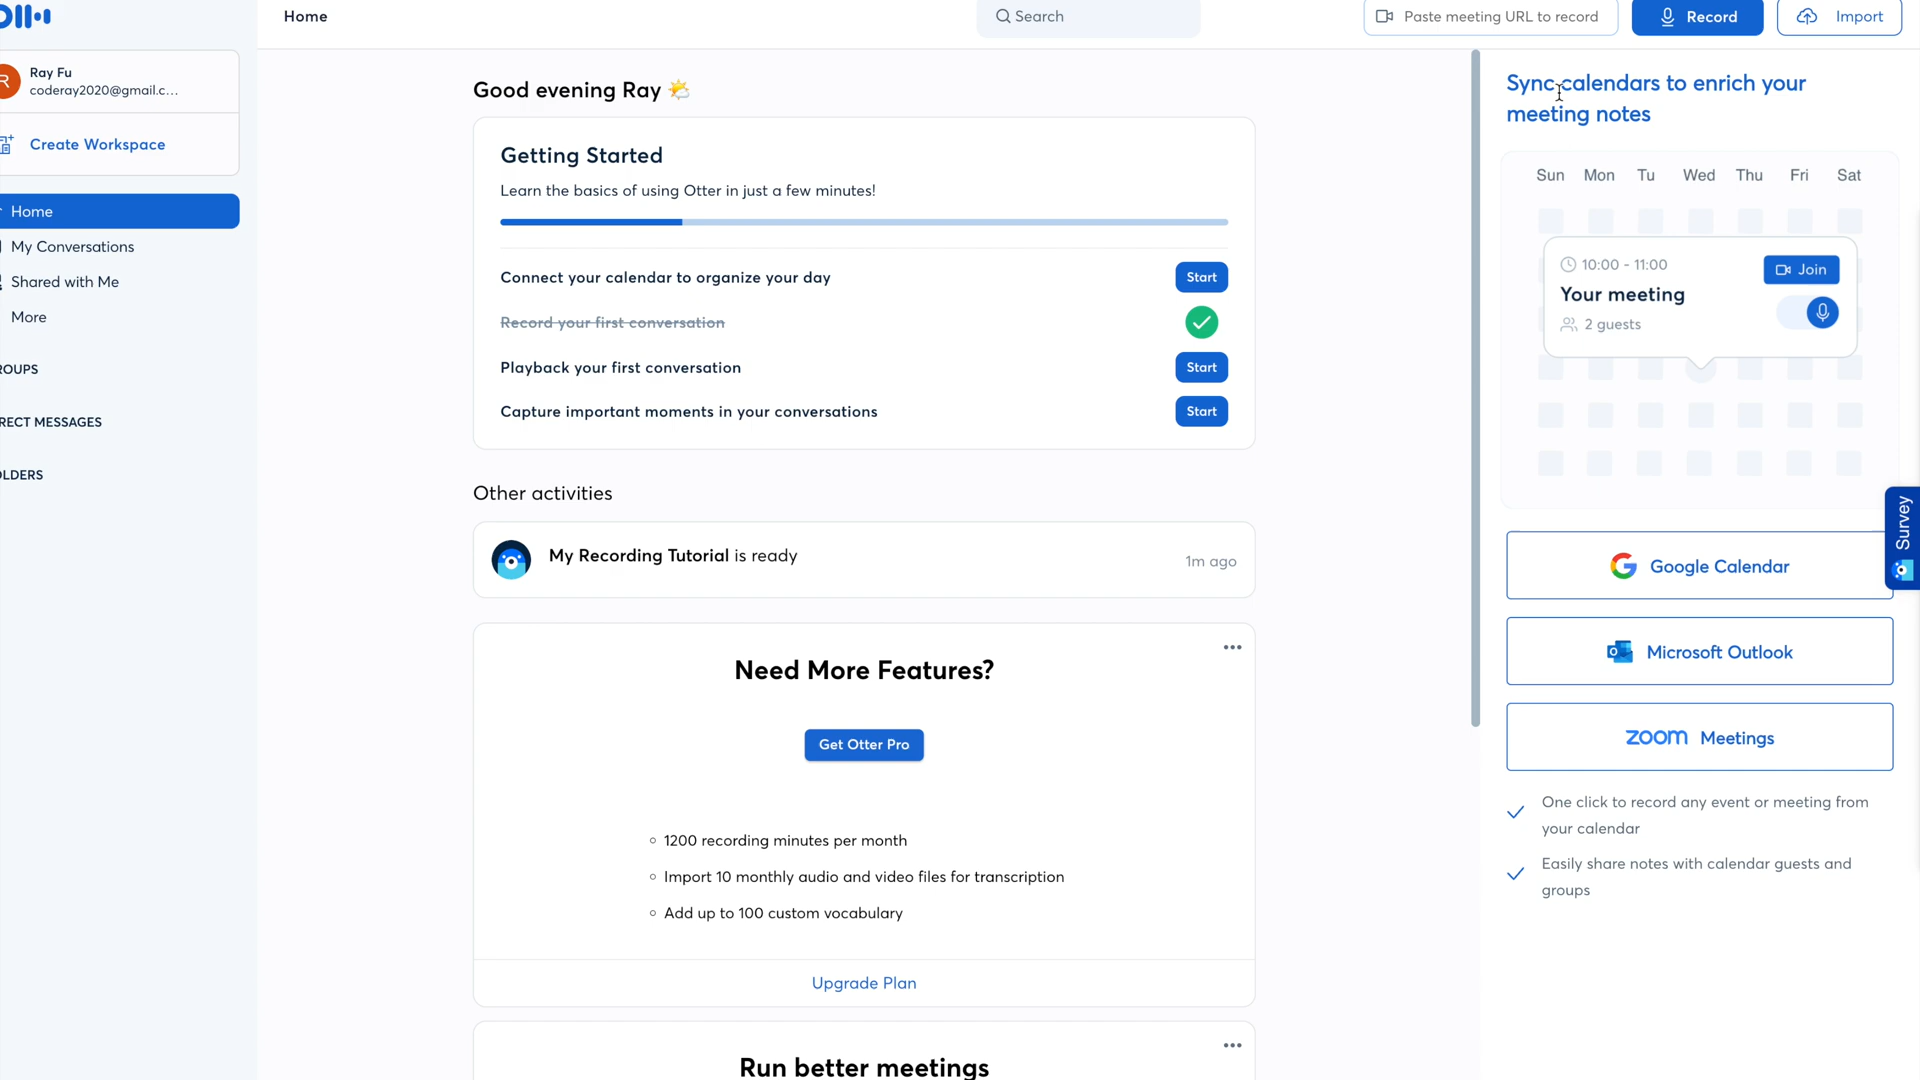 Home
Search
Paste meeting URL to record
Record
Import
R
Ray Fu
coderay2020@gmail.c...
Create Workspace
Home
My Conversations
Shared with Me
More
ROUPS
RECT MESSAGES
OLDERS
Good evening Ray
Getting Started
Learn the basics of using Otter in just a few minutes!
Connect your calendar to organize your day
Start
Record your first conversation
Playback your first conversation
Start
Capture important moments in your conversations
Start
Other activities
My Recording Tutorial is ready
1m ago
Need More Features?
Get Otter Pro
1200 recording minutes per month
Import 10 monthly audio and video files for transcription
Add up to 100 custom vocabulary
Upgrade Plan
Run better meetings
Sync calendars to enrich your
meeting notes
Sun Mon Tu Wed Thu Fri Sat
10:00 - 11:00
Join
Your meeting
2 guests
Google Calendar
Microsoft Outlook
zoom Meetings
One click to record any event or meeting from
your calendar
Easily share notes with calendar guests and
groups
Survey